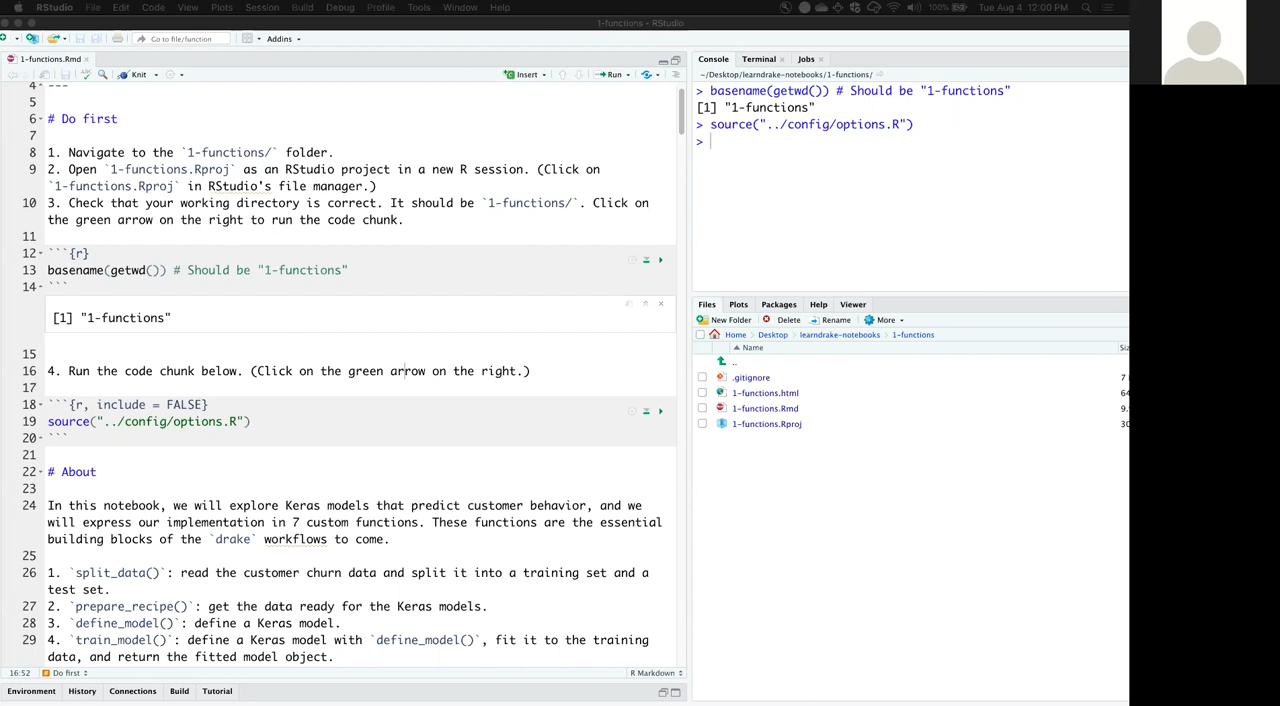 RStudio File Edit Code View Plots Session Build Debug Profile Tools Window Help 100% Tue Aug 4 12:00 PM
1-functions - RStudio
Go to file/function Addins
1-functions.Rmd
Knit Insert Run
4 ---
5
6 # Do first
7
8 1. Navigate to the `1-functions/` folder.
9 2. Open `1-functions.Rproj` as an RStudio project in a new R session. (Click on
`1-functions.Rproj` in RStudio's file manager.)
10 3. Check that your working directory is correct. It should be `1-functions/`. Click on
the green arrow on the right to run the code chunk.
11
12 ```{r}
13 basename(getwd()) # Should be "1-functions"
14 ```
[1] "1-functions"
15
16 4. Run the code chunk below. (Click on the green arrow on the right.)
17
18 ```{r, include = FALSE}
19 source("../config/options.R")
20 ```
21
22 # About
23
24 In this notebook, we will explore Keras models that predict customer behavior, and we
will express our implementation in 7 custom functions. These functions are the essential
building blocks of the `drake` workflows to come.
25
26 1. `split_data()`: read the customer churn data and split it into a training set and a
test set.
27 2. `prepare_recipe()`: get the data ready for the Keras models.
28 3. `define_model()`: define a Keras model.
29 4. `train_model()`: define a Keras model with `define_model()`, fit it to the training
data, and return the fitted model object.
16:52 Do first R Markdown
Environment History Connections Build Tutorial
Console Terminal Jobs
~/Desktop/learndrake-notebooks/1-functions/
> basename(getwd()) # Should be "1-functions"
[1] "1-functions"
> source("../config/options.R")
>
Files Plots Packages Help Viewer
New Folder Delete Rename More
Home Desktop learndrake-notebooks 1-functions
Name
..
.gitignore 7
1-functions.html 64
1-functions.Rmd 9.
1-functions.Rproj 30